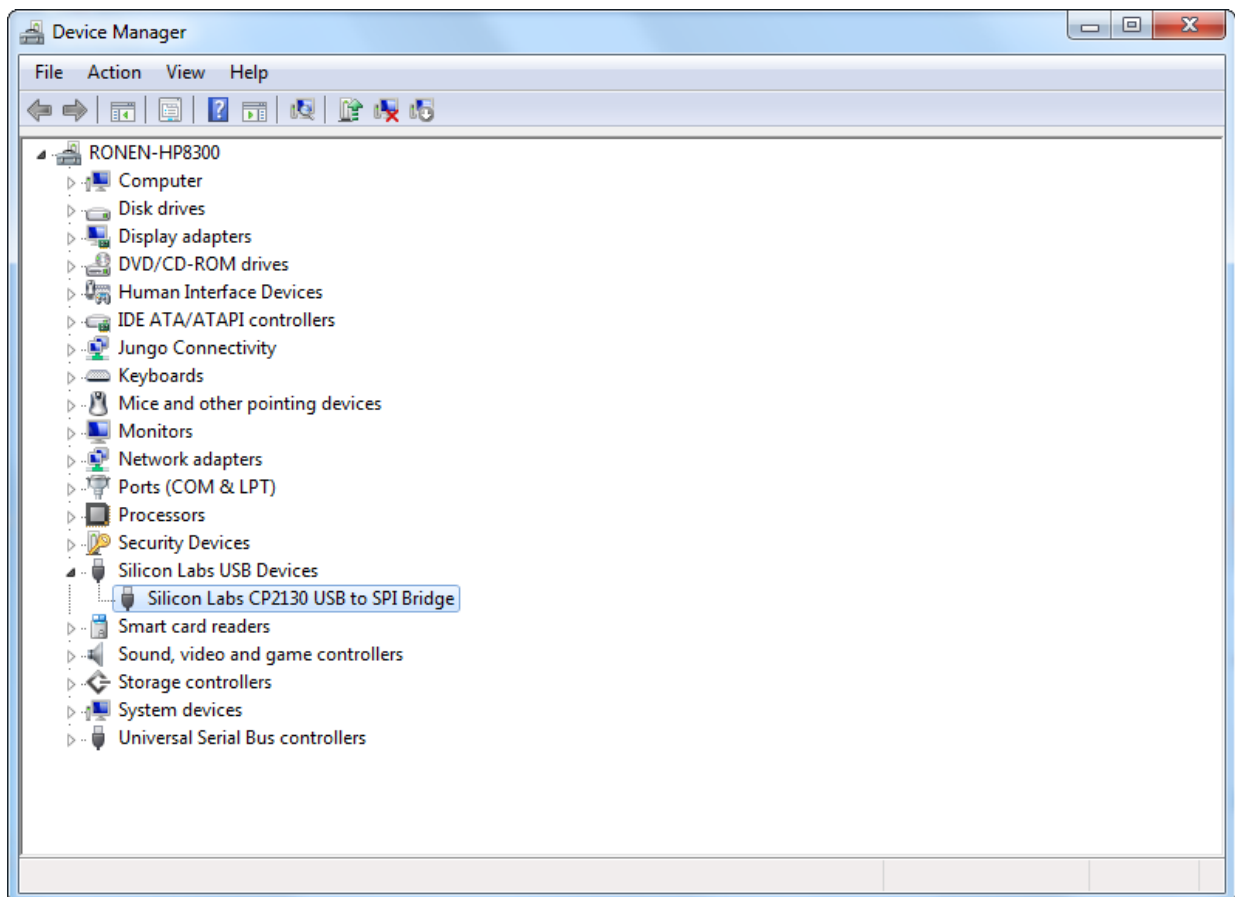 Device Manager
File Action View Help
RONEN-HP8300
Computer
Disk drives
Display adapters
DVD/CD-ROM drives
Human Interface Devices
IDE ATA/ATAPI controllers
Jungo Connectivity
Keyboards
Mice and other pointing devices
Monitors
Network adapters
Ports (COM & LPT)
Processors
Security Devices
Silicon Labs USB Devices
Silicon Labs CP2130 USB to SPI Bridge
Smart card readers
Sound, video and game controllers
Storage controllers
System devices
Universal Serial Bus controllers